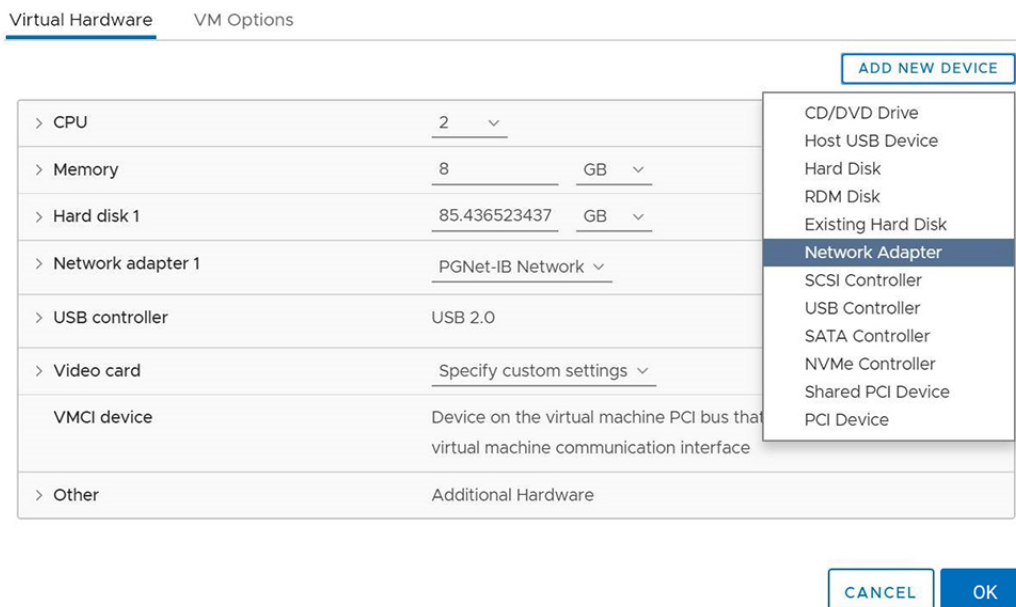 Virtual Hardware VM Options
ADD NEW DEVICE
CPU 2
Memory 8 GB
Hard disk 1 85.436523437 GB
Network adapter 1 PGNet-IB Network
USB controller USB 2.0
Video card Specify custom settings
VMCI device Device on the virtual machine PCI bus that
virtual machine communication interface
Other Additional Hardware
CD/DVD Drive
Host USB Device
Hard Disk
RDM Disk
Existing Hard Disk
Network Adapter
SCSI Controller
USB Controller
SATA Controller
NVMe Controller
Shared PCI Device
PCI Device
CANCEL OK